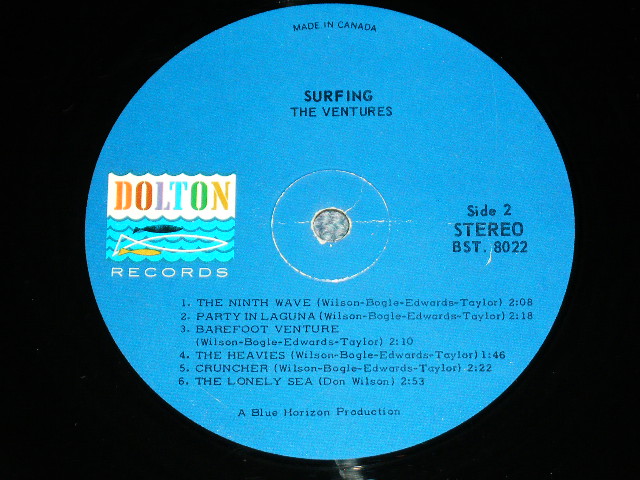 MADE IN CANADA
SURFING
THE VENTURES
DOLTON
RECORDS
Side 2
STEREO
BST. 8022
1. THE NINTH WAVE (Wilson-Bogle-Edwards-Taylor) 2:08
2. PARTY IN LAGUNA (Wilson-Bogle-Edwards-Taylor) 2:18
3. BAREFOOT VENTURE
(Wilson-Bogle-Edwards-Taylor) 2:10
4. THE HEAVIES (Wilson-Bogle-Edwards-Taylor) 1:46
5. CRUNCHER (Wilson-Bogle-Edwards-Taylor) 2:22
6. THE LONELY SEA (Don Wilson) 2:53
A Blue Horizon Production